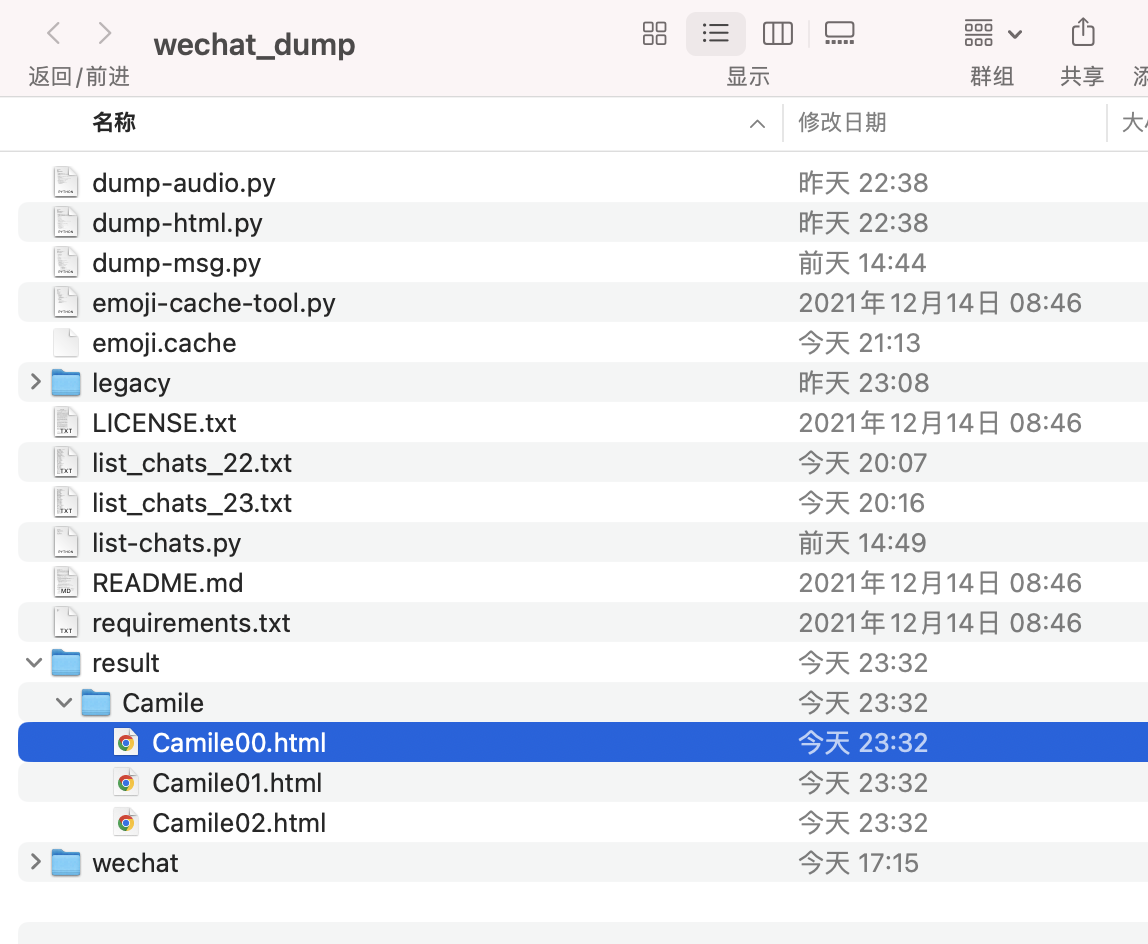 wechat_dump
返回/前进
显示
群组
共享
添
名称
修改日期
大小
dump-audio.py 昨天 22:38
dump-html.py 昨天 22:38
dump-msg.py 前天 14:44
emoji-cache-tool.py 2021年12月14日 08:46
emoji.cache 今天 21:13
legacy 昨天 23:08
LICENSE.txt 2021年12月14日 08:46
list_chats_22.txt 今天 20:07
list_chats_23.txt 今天 20:16
list-chats.py 前天 14:49
README.md 2021年12月14日 08:46
requirements.txt 2021年12月14日 08:46
result 今天 23:32
Camile 今天 23:32
Camile00.html 今天 23:32
Camile01.html 今天 23:32
Camile02.html 今天 23:32
wechat 今天 17:15